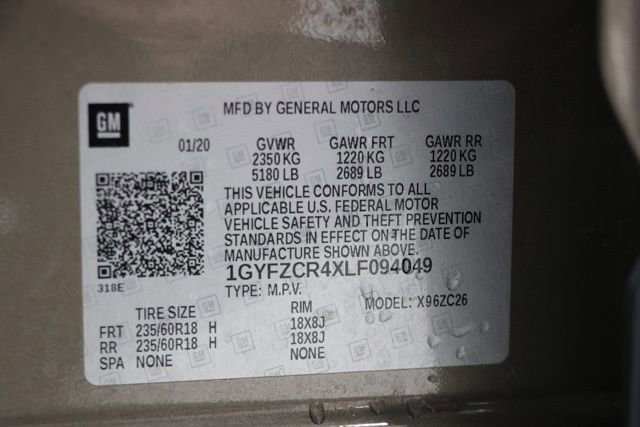 MFD BY GENERAL MOTORS LLC
GM
01/20 GVWR GAWR FRT GAWR RR
2350 KG 1220 KG 1220 KG
5180 LB 2689 LB 2689 LB
THIS VEHICLE CONFORMS TO ALL
APPLICABLE U.S. FEDERAL MOTOR
VEHICLE SAFETY AND THEFT PREVENTION
STANDARDS IN EFFECT ON THE DATE OF
MANUFACTURE SHOWN ABOVE.
1GYFZCR4XLF094049
318E
TYPE: M.P.V. MODEL: X96ZC26
TIRE SIZE RIM
FRT 235/60R18 H 18X8J
RR 235/60R18 H 18X8J
SPA NONE NONE